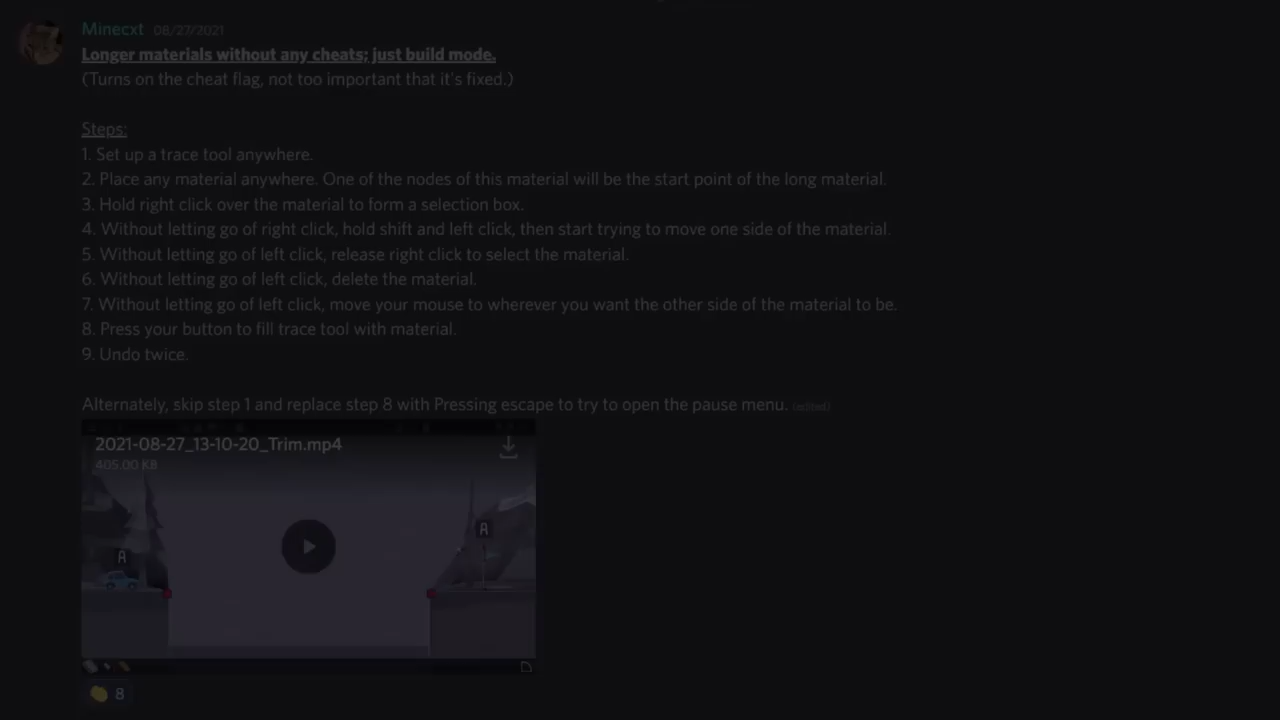 Minecxt 08/27/2021
Longer materials without any cheats; just build mode.
(Turns on the cheat flag, not too important that it's fixed.)
Steps:
1. Set up a trace tool anywhere.
2. Place any material anywhere. One of the nodes of this material will be the start point of the long material.
3. Hold right click over the material to form a selection box.
4. Without letting go of right click, hold shift and left click, then start trying to move one side of the material.
5. Without letting go of left click, release right click to select the material.
6. Without letting go of left click, delete the material.
7. Without letting go of left click, move your mouse to wherever you want the other side of the material to be.
8. Press your button to fill trace tool with material.
9. Undo twice.
Alternately, skip step 1 and replace step 8 with Pressing escape to try to open the pause menu. (edited)
2021-08-27_13-10-20_Trim.mp4
405.00 KB
A
A
8